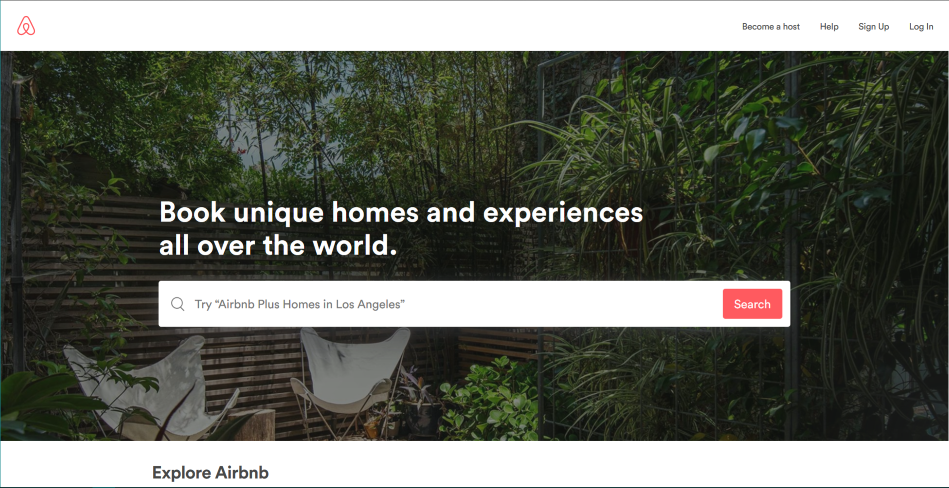 Become a host Help Sign Up Log In
Book unique homes and experiences
all over the world.
Try “Airbnb Plus Homes in Los Angeles”
Search
Explore Airbnb